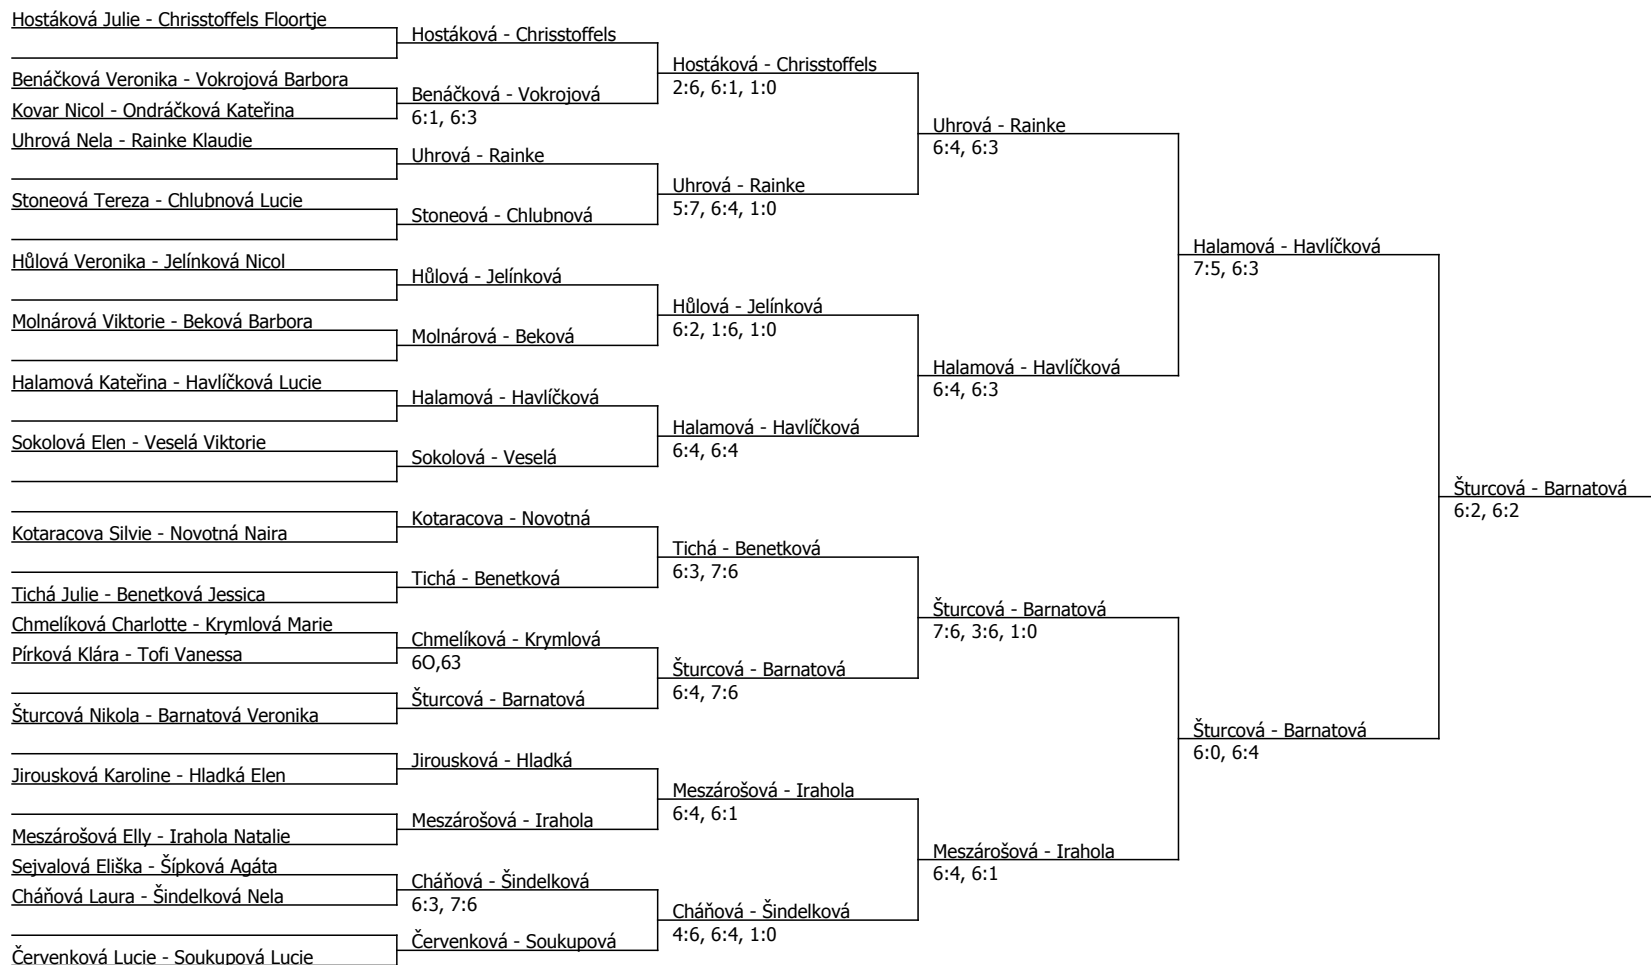 Hostáková Julie - Chrisstoffels Floortje
Benáčková Veronika - Vokrojová Barbora
Kovar Nicol - Ondráčková Kateřina
Uhrová Nela - Rainke Klaudie
Stoneová Tereza - Chlubnová Lucie
Hůlová Veronika - Jelínková Nicol
Molnárová Viktorie - Beková Barbora
Halamová Kateřina - Havlíčková Lucie
Sokolová Elen - Veselá Viktorie
Kotaracova Silvie - Novotná Naira
Tichá Julie - Benetková Jessica
Chmelíková Charlotte - Krymlová Marie
Pírková Klára - Tofi Vanessa
Šturcová Nikola - Barnatová Veronika
Jirousková Karoline - Hladká Elen
Meszárošová Elly - Irahola Natalie
Sejvalová Eliška - Šípková Agáta
Cháňová Laura - Šindelková Nela
Červenková Lucie - Soukupová Lucie
Hostáková - Chrisstoffels
Benáčková - Vokrojová
6:1, 6:3
Uhrová - Rainke
Stoneová - Chlubnová
Hůlová - Jelínková
Molnárová - Beková
Halamová - Havlíčková
Sokolová - Veselá
Kotaracova - Novotná
Tichá - Benetková
Chmelíková - Krymlová
6O,63
Šturcová - Barnatová
Jirousková - Hladká
Meszárošová - Irahola
Cháňová - Šindelková
6:3, 7:6
Červenková - Soukupová
Hostáková - Chrisstoffels
2:6, 6:1, 1:0
Uhrová - Rainke
5:7, 6:4, 1:0
Hůlová - Jelínková
6:2, 1:6, 1:0
Halamová - Havlíčková
6:4, 6:4
Tichá - Benetková
6:3, 7:6
Šturcová - Barnatová
6:4, 7:6
Meszárošová - Irahola
6:4, 6:1
Cháňová - Šindelková
4:6, 6:4, 1:0
Uhrová - Rainke
6:4, 6:3
Halamová - Havlíčková
6:4, 6:3
Šturcová - Barnatová
7:6, 3:6, 1:0
Meszárošová - Irahola
6:4, 6:1
Halamová - Havlíčková
7:5, 6:3
Šturcová - Barnatová
6:0, 6:4
Šturcová - Barnatová
6:2, 6:2